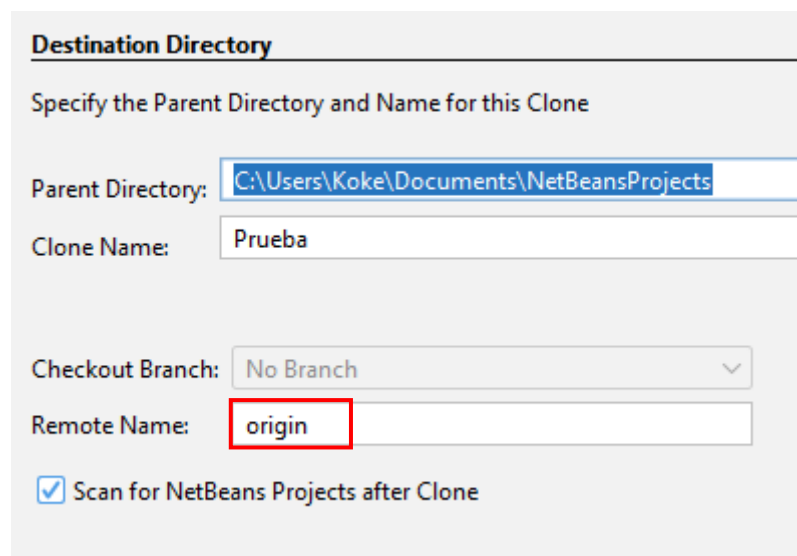 Destination Directory
Specify the Parent Directory and Name for this Clone
Parent Directory: C:\Users\Koke\Documents\NetBeansProjects
Clone Name: Prueba
Checkout Branch: No Branch
Remote Name: origin
Scan for NetBeans Projects after Clone